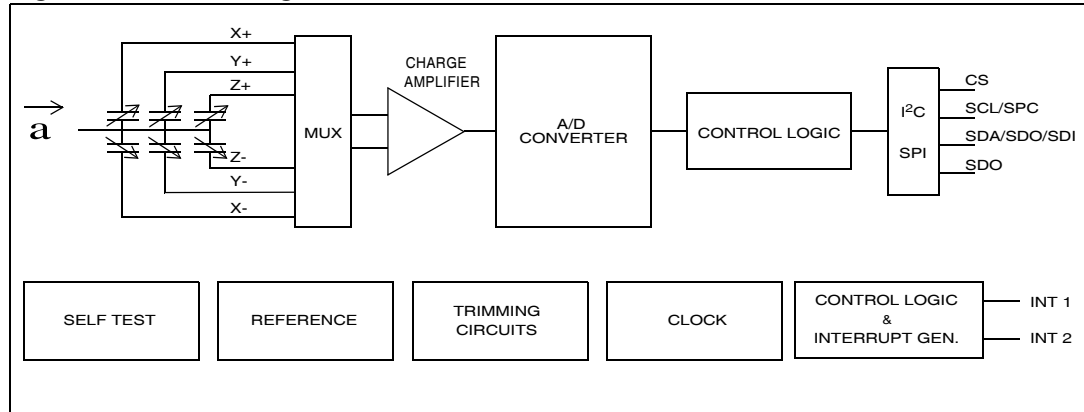 X+
Y+
Z+
a
Z-
Y-
X-
MUX
CHARGE
AMPLIFIER
A/D
CONVERTER
CONTROL LOGIC
I²C
SPI
CS
SCL/SPC
SDA/SDO/SDI
SDO
SELF TEST
REFERENCE
TRIMMING
CIRCUITS
CLOCK
CONTROL LOGIC
&
INTERRUPT GEN.
INT 1
INT 2